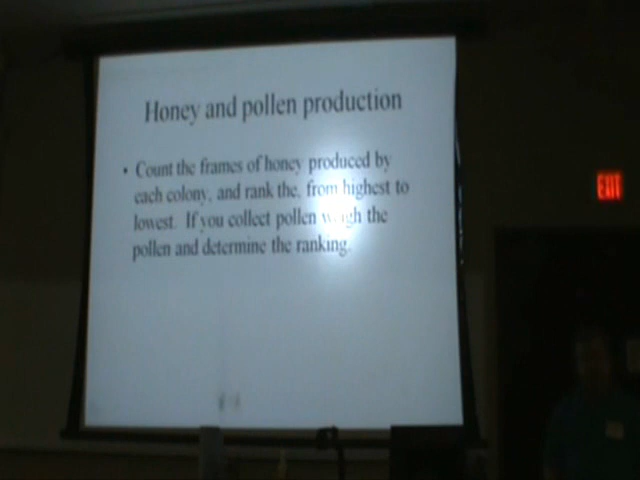 Honey and pollen production
• Count the frames of honey produced by
each colony, and rank the, from highest to
lowest. If you collect pollen weigh the
pollen and determine the ranking.
EXIT